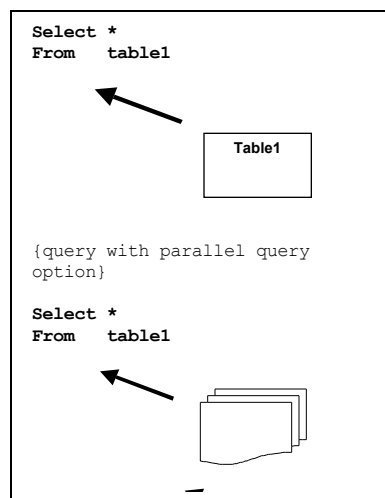 Select *
From table1
Table1
{query with parallel query
option}
Select *
From table1